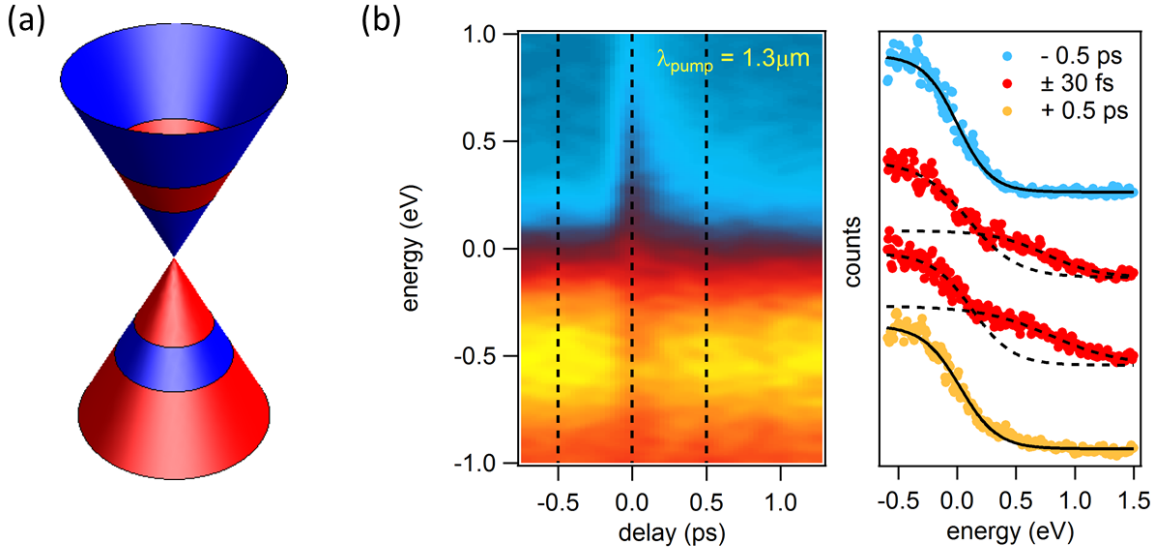 (a)
(b)
λpump = 1.3μm
1.0
0.5
0.0
-0.5
-1.0
energy (eV)
-0.5 0.0 0.5 1.0
delay (ps)
- 0.5 ps
± 30 fs
+ 0.5 ps
counts
-0.5 0.0 0.5 1.0 1.5
energy (eV)